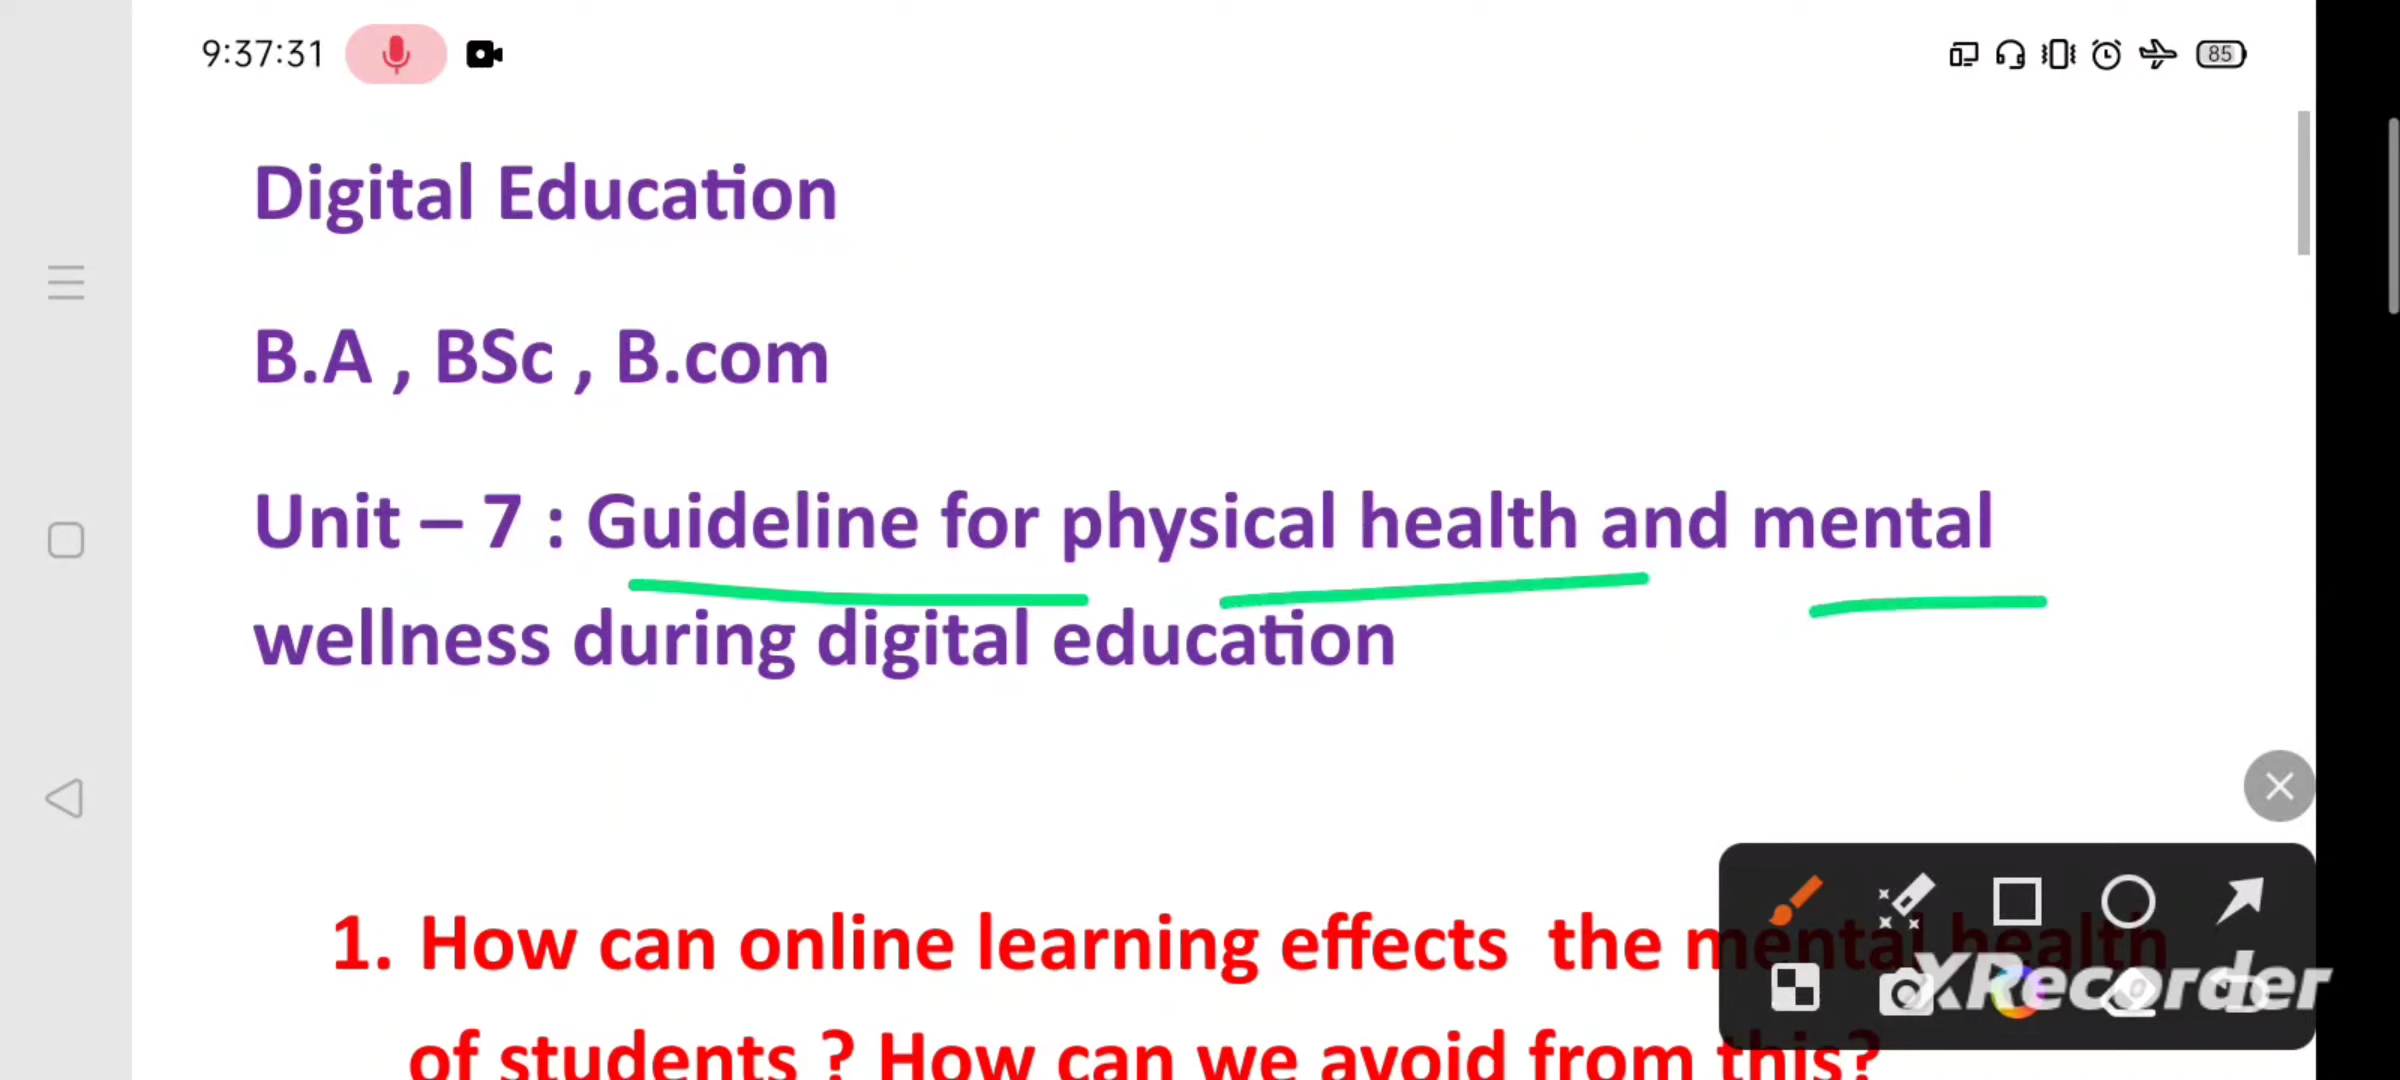 9:37:31
85
Digital Education
B.A , BSc , B.com
Unit – 7 : Guideline for physical health and mental
wellness during digital education
1. How can online learning effects the mental health
XRecorder
of students ? How can we avoid from this?